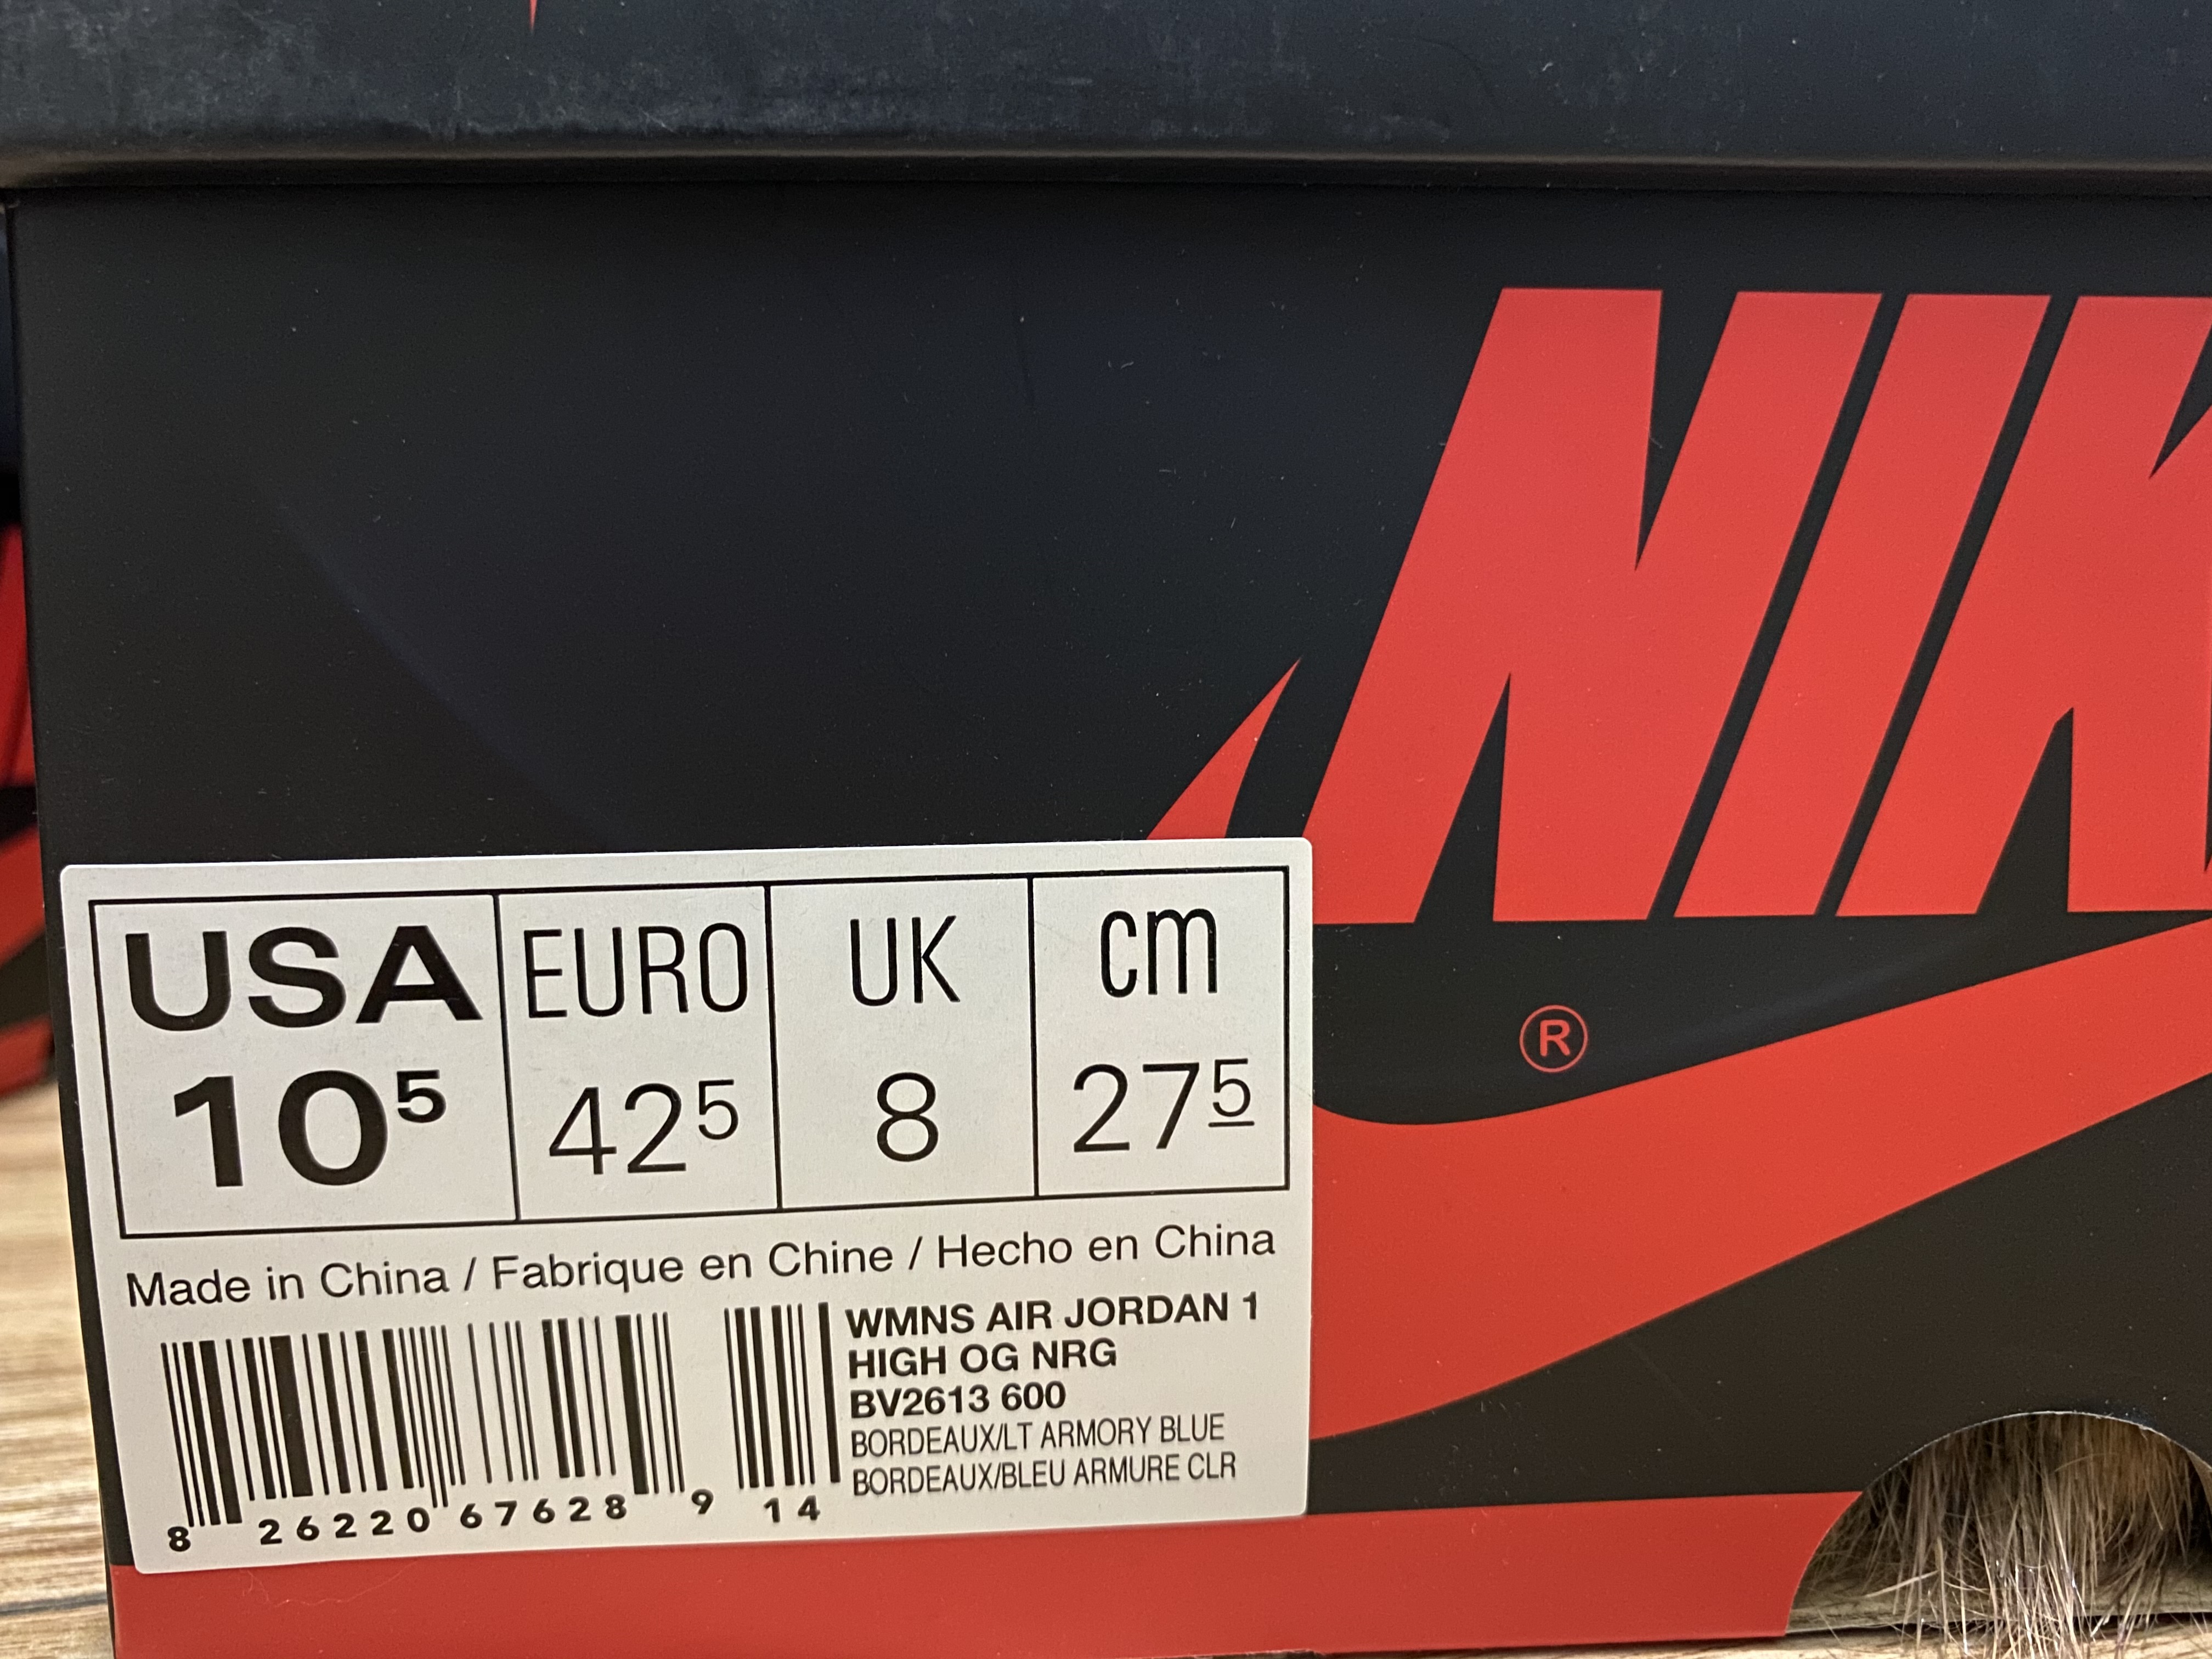 NIK
®
USA EURO UK cm
10⁵ 42⁵ 8 27⁵
Made in China / Fabrique en Chine / Hecho en China
WMNS AIR JORDAN 1
HIGH OG NRG
BV2613 600
BORDEAUX/LT ARMORY BLUE
BORDEAUX/BLEU ARMURE CLR
8 26220 67628 9 14